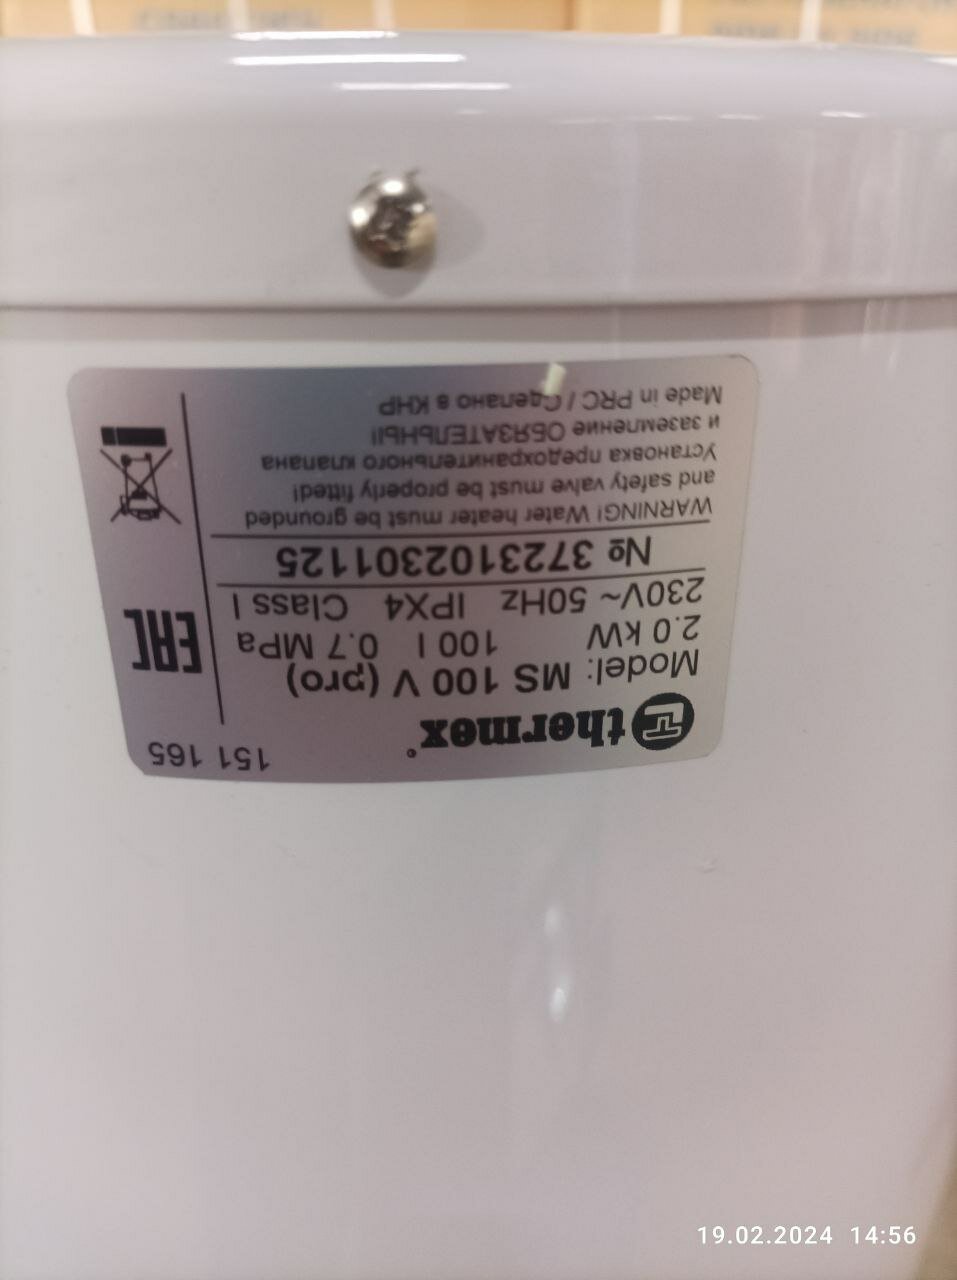 151 165
thermex
Model: MS 100 V (pro)
2.0 kW 100 l 0.7 MPa
230V~ 50Hz IPX4 Class I
№ 37231102301125
WARNING! Water heater must be grounded
and safety valve must be properly fitted!
Установка предохранительного клапана
и заземление ОБЯЗАТЕЛЬНЫ!
Made in PRC / Сделано в КНР
EAC
19.02.2024 14:56